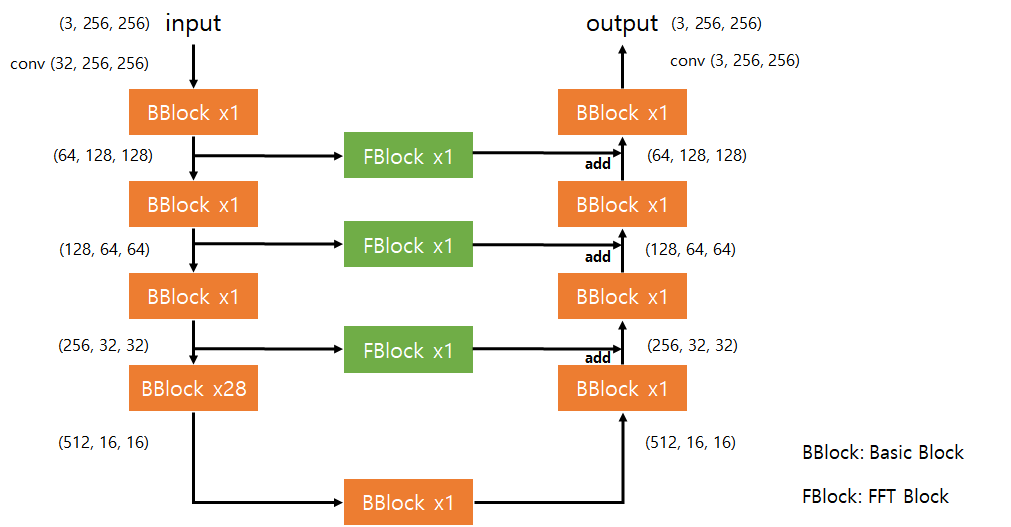 (3, 256, 256) input
output (3, 256, 256)
conv (32, 256, 256)
conv (3, 256, 256)
BBlock x1
BBlock x1
(64, 128, 128)
FBlock x1
add
(64, 128, 128)
BBlock x1
BBlock x1
(128, 64, 64)
FBlock x1
add
(128, 64, 64)
BBlock x1
BBlock x1
(256, 32, 32)
FBlock x1
add
(256, 32, 32)
BBlock x28
BBlock x1
(512, 16, 16)
(512, 16, 16)
BBlock x1
BBlock: Basic Block
FBlock: FFT Block